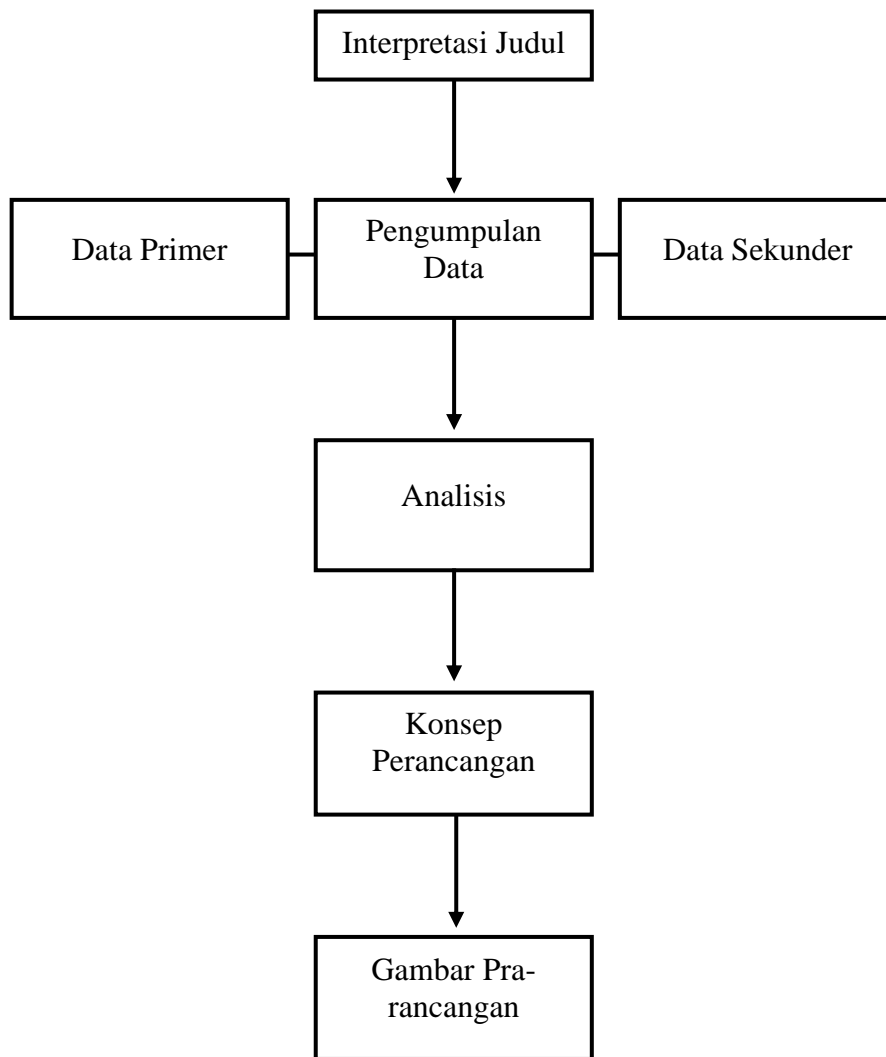 Interpretasi Judul
Data Primer
Pengumpulan
Data
Data Sekunder
Analisis
Konsep
Perancangan
Gambar Pra-
rancangan